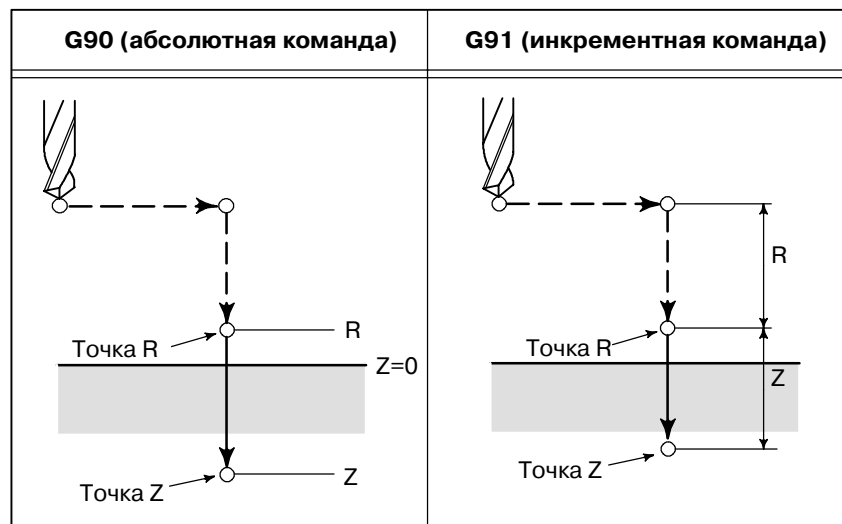 G90 (абсолютная команда)
G91 (инкрементная команда)
R
Точка R
R
Z=0
Точка Z
Z
Точка R
Z
Точка Z